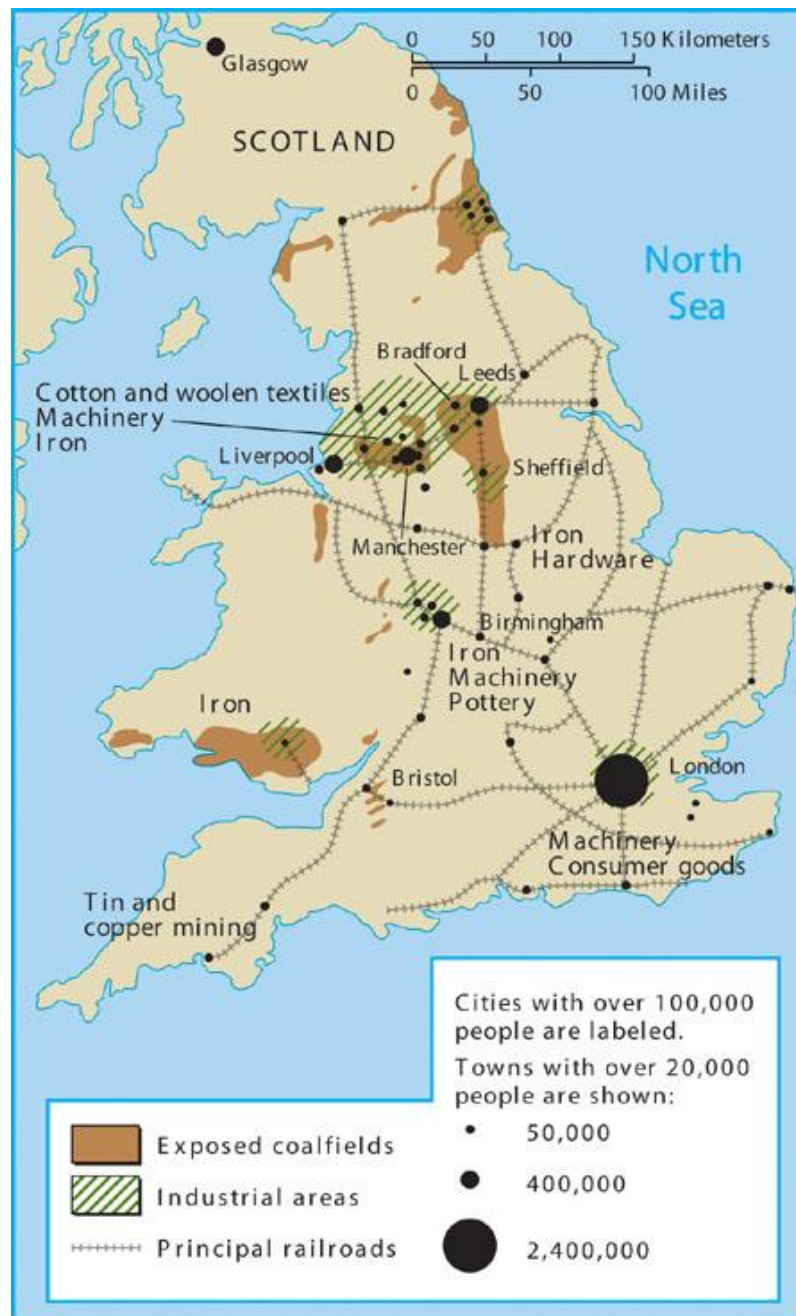 0 50 100 150 Kilometers
0 50 100 Miles
Glasgow
SCOTLAND
North
Sea
Bradford
Leeds
Cotton and woolen textiles
Machinery
Iron
Liverpool
Sheffield
Manchester
Iron
Hardware
Birmingham
Iron
Machinery
Pottery
Iron
Bristol
London
Machinery
Consumer goods
Tin and
copper mining
Cities with over 100,000
people are labeled.
Towns with over 20,000
people are shown:
50,000
400,000
2,400,000
Exposed coalfields
Industrial areas
Principal railroads